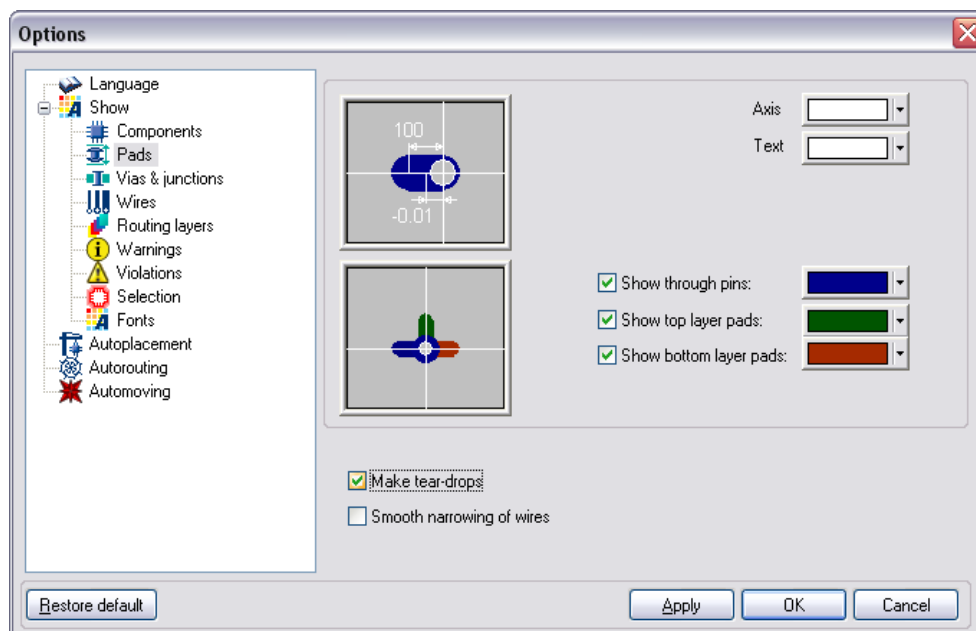 Options
Language
Show
Components
Pads
Vias & junctions
Wires
Routing layers
Warnings
Violations
Selection
Fonts
Autoplacement
Autorouting
Automoving
100
-0.01
Axis
Text
Show through pins:
Show top layer pads:
Show bottom layer pads:
Make tear-drops
Smooth narrowing of wires
Restore default
Apply
OK
Cancel